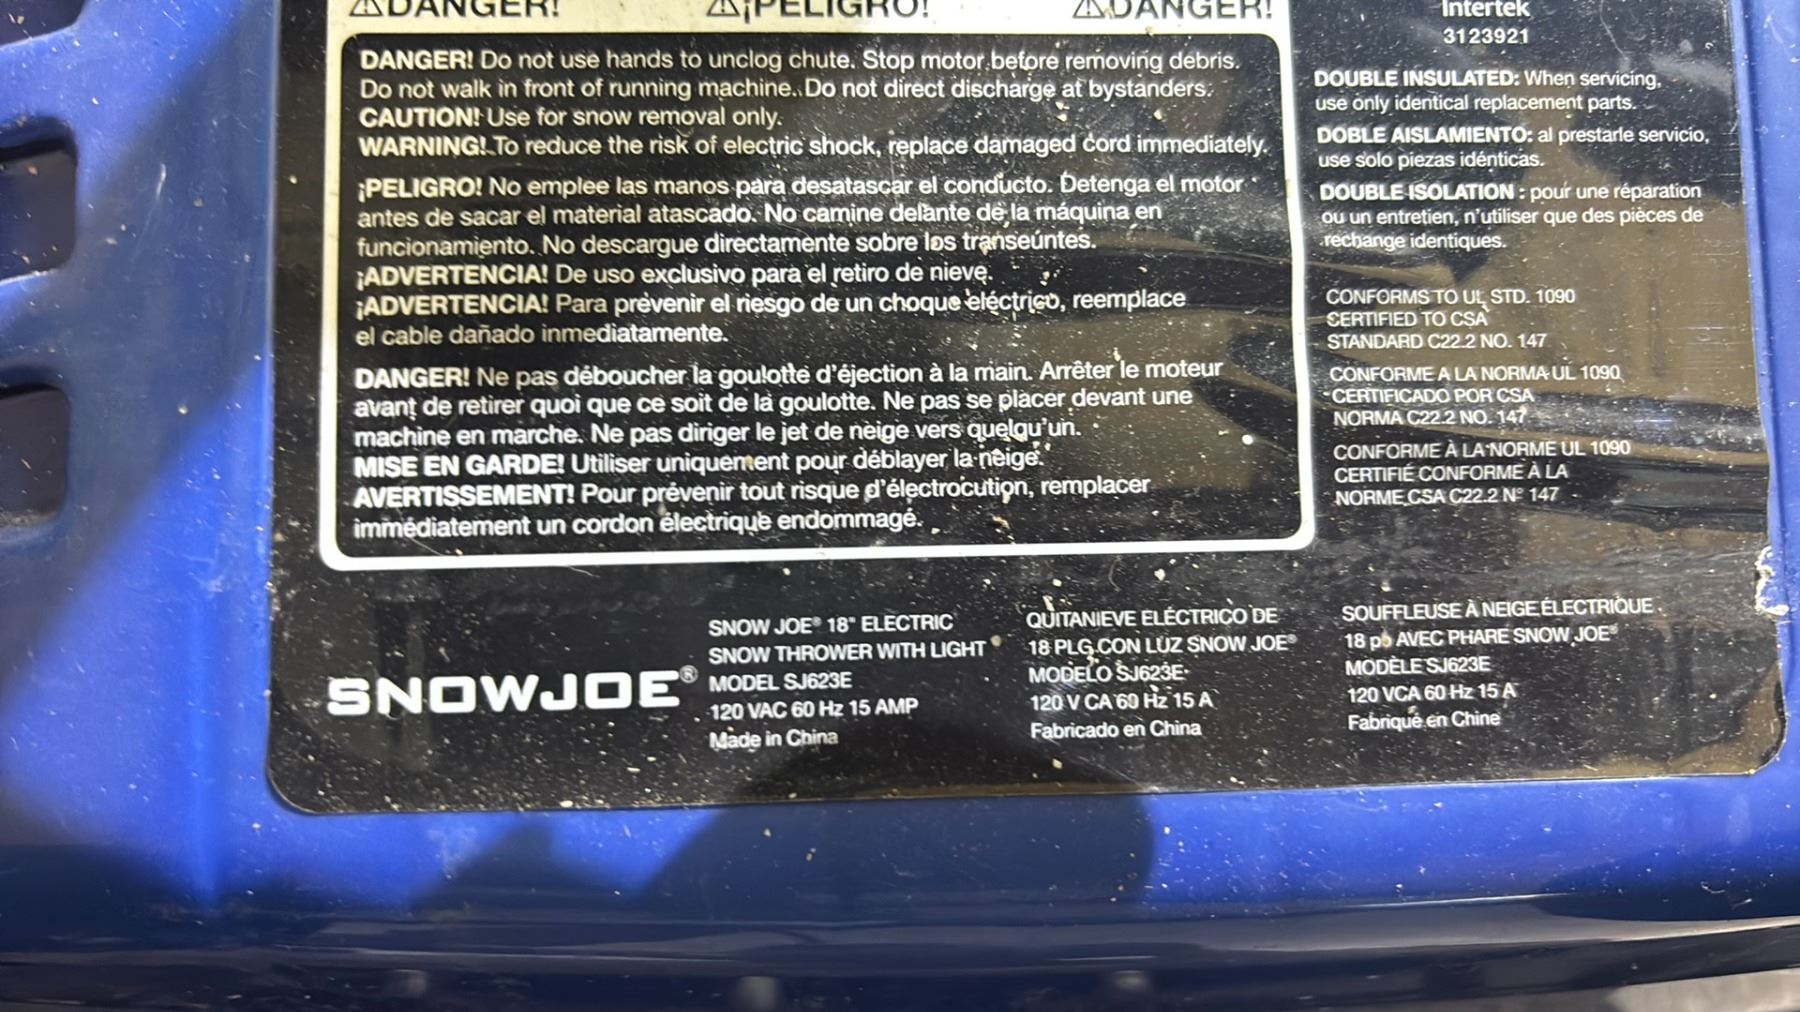 ⚠DANGER! ⚠¡PELIGRO! ⚠DANGER!
DANGER! Do not use hands to unclog chute. Stop motor before removing debris.
Do not walk in front of running machine. Do not direct discharge at bystanders.
CAUTION! Use for snow removal only.
WARNING! To reduce the risk of electric shock, replace damaged cord immediately.
¡PELIGRO! No emplee las manos para desatascar el conducto. Detenga el motor
antes de sacar el material atascado. No camine delante de la máquina en
funcionamiento. No descargue directamente sobre los transeúntes.
¡ADVERTENCIA! De uso exclusivo para el retiro de nieve.
¡ADVERTENCIA! Para prevenir el riesgo de un choque eléctrico, reemplace
el cable dañado inmediatamente.
DANGER! Ne pas déboucher la goulotte d'éjection à la main. Arrêter le moteur
avant de retirer quoi que ce soit de la goulotte. Ne pas se placer devant une
machine en marche. Ne pas diriger le jet de neige vers quelqu'un.
MISE EN GARDE! Utiliser uniquement pour déblayer la neige.
AVERTISSEMENT! Pour prévenir tout risque d'électrocution, remplacer
immédiatement un cordon électrique endommagé.
Intertek
3123921
DOUBLE INSULATED: When servicing,
use only identical replacement parts.
DOBLE AISLAMIENTO: al prestarle servicio,
use solo piezas idénticas.
DOUBLE ISOLATION : pour une réparation
ou un entretien, n'utiliser que des pièces de
rechange identiques.
CONFORMS TO UL STD. 1090
CERTIFIED TO CSA
STANDARD C22.2 NO. 147
CONFORME A LA NORMA UL 1090
CERTIFICADO POR CSA
NORMA C22.2 NO. 147
CONFORME À LA NORME UL 1090
CERTIFIÉ CONFORME À LA
NORME CSA C22.2 N° 147
SNOWJOE®
SNOW JOE® 18" ELECTRIC
SNOW THROWER WITH LIGHT
MODEL SJ623E
120 VAC 60 Hz 15 AMP
Made in China
QUITANIEVE ELÉCTRICO DE
18 PLG CON LUZ SNOW JOE®
MODELO SJ623E
120 V CA 60 Hz 15 A
Fabricado en China
SOUFFLEUSE À NEIGE ÉLECTRIQUE
18 po AVEC PHARE SNOW JOE®
MODÈLE SJ623E
120 VCA 60 Hz 15 A
Fabriqué en Chine